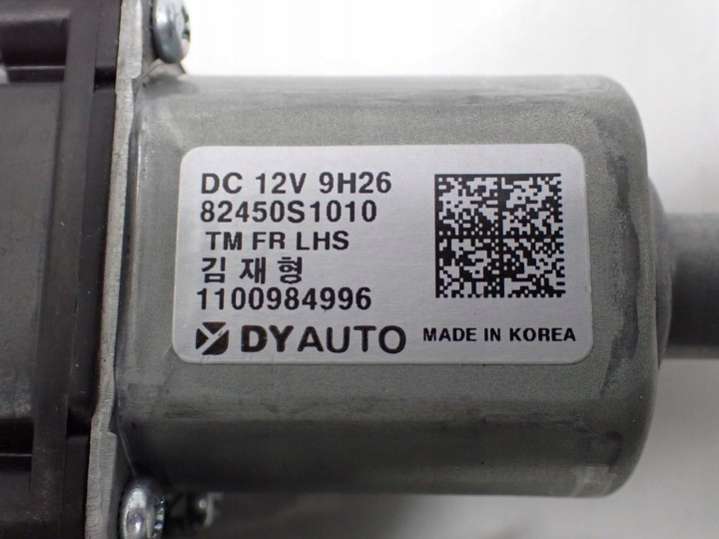 DC 12V 9H26
82450S1010
TM FR LHS
김재형
1100984996
DYAUTO MADE IN KOREA